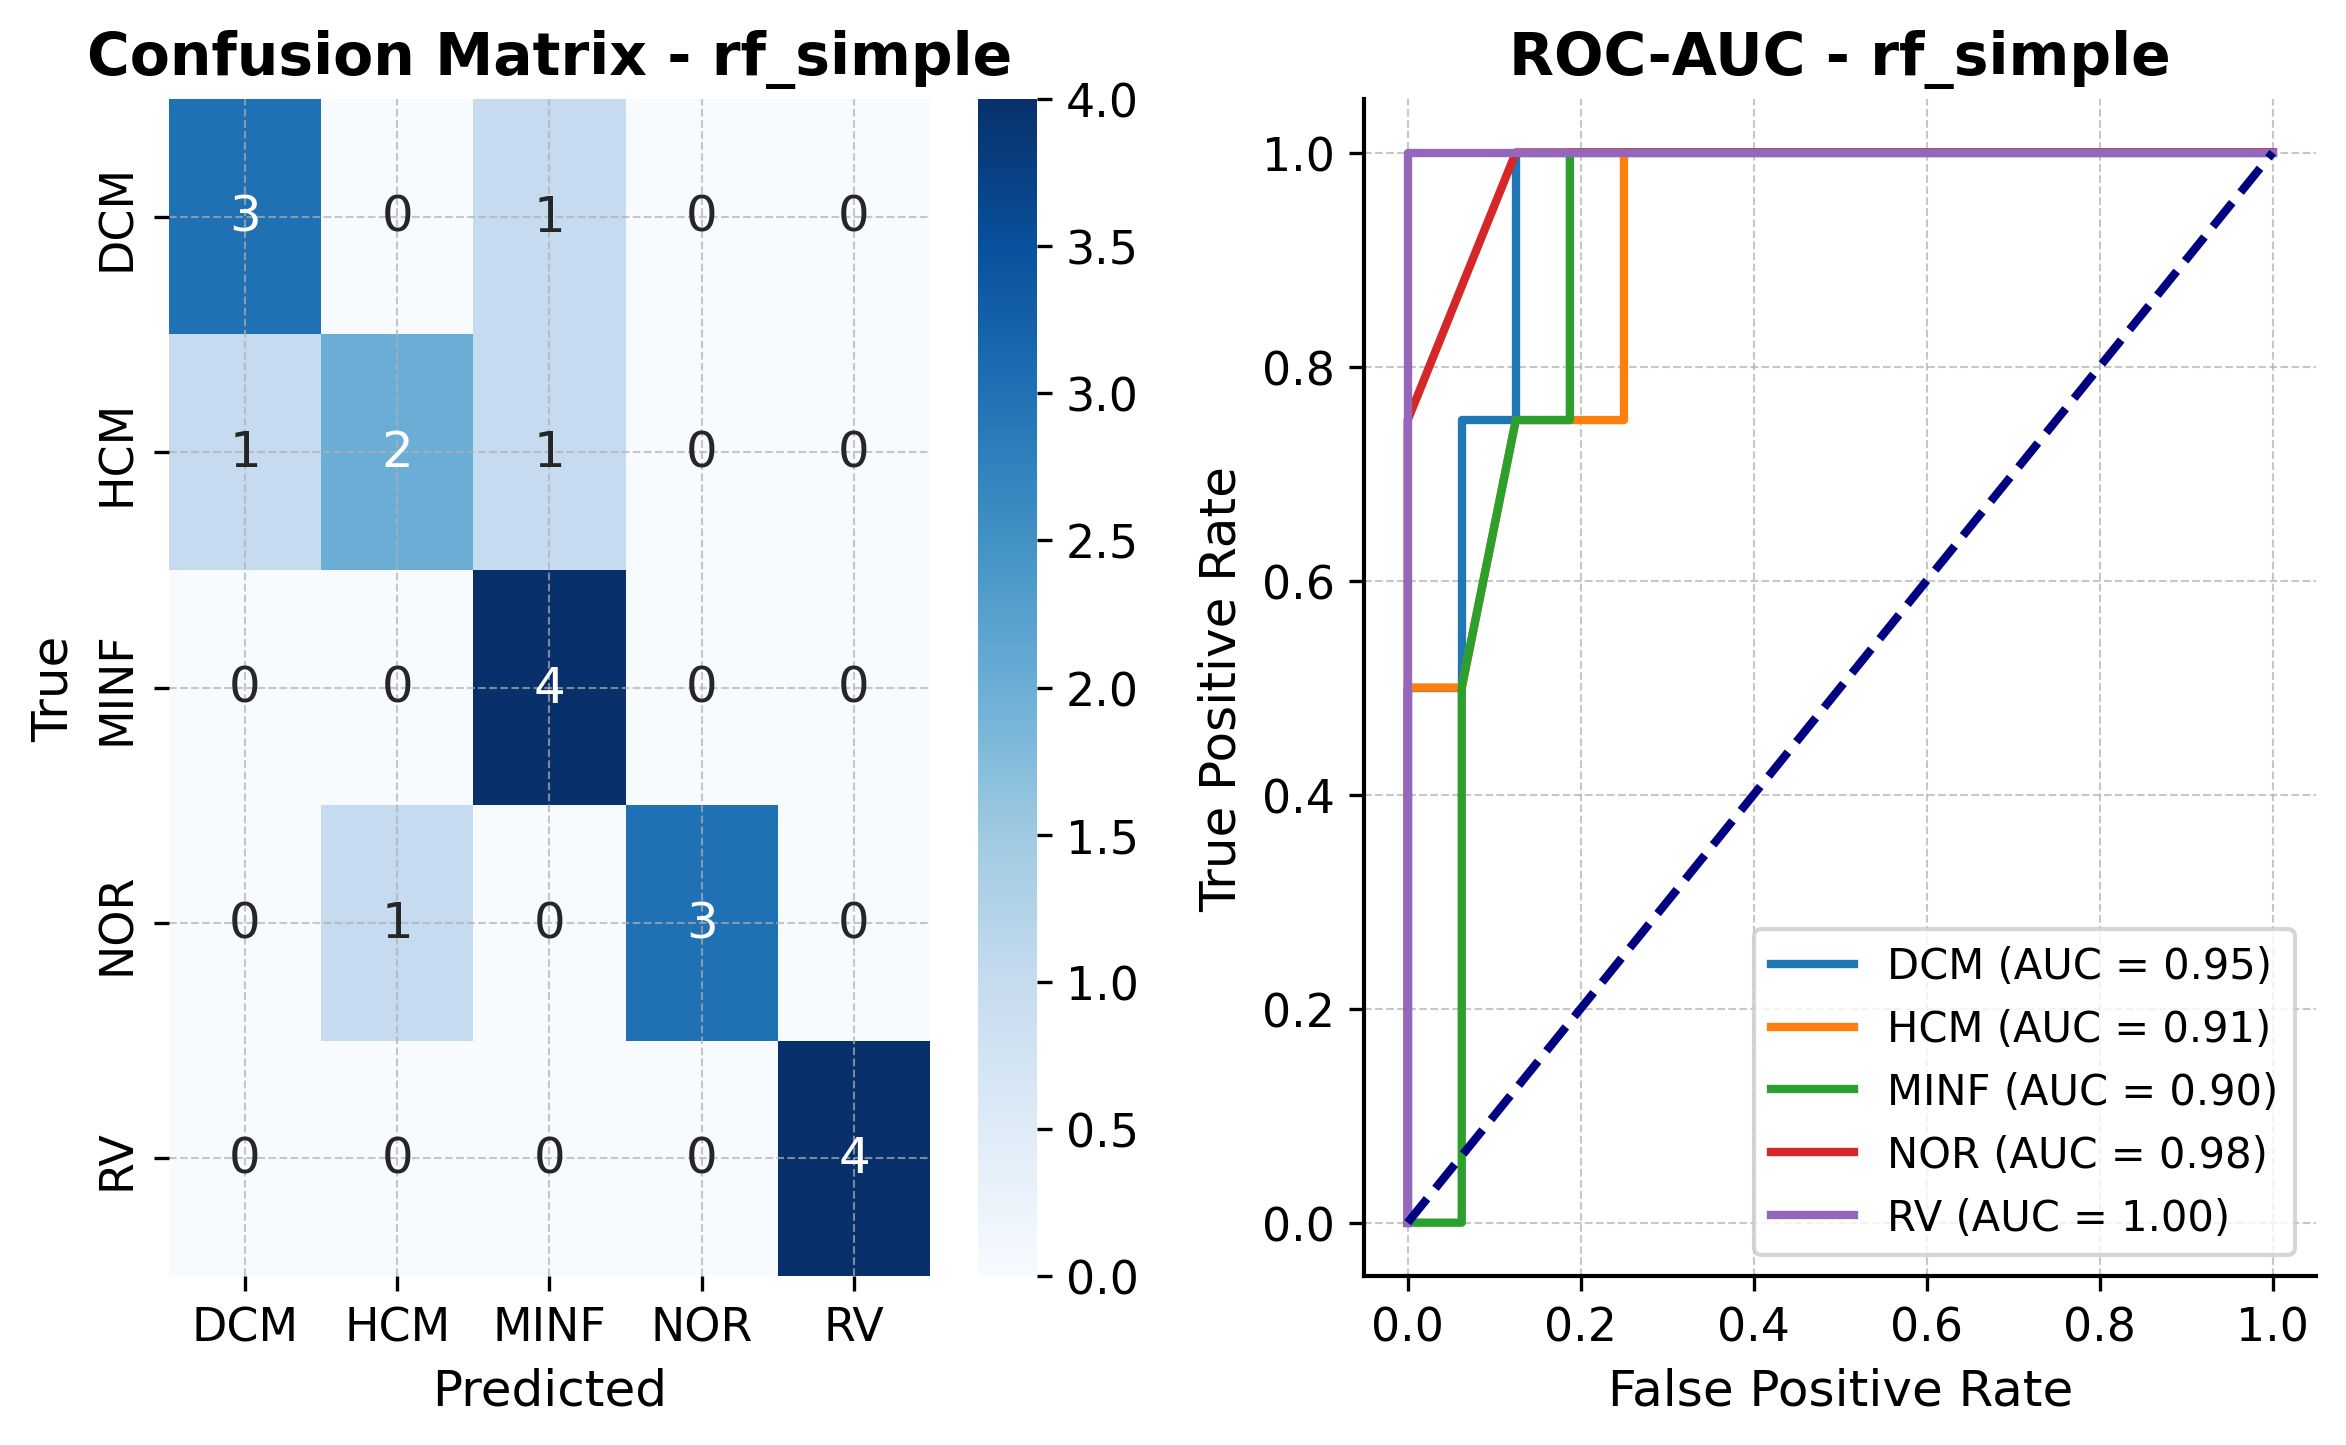 Confusion Matrix - rf_simple
True
DCM
3 0 1 0 0
HCM
1 2 1 0 0
MINF
0 0 4 0 0
NOR
0 1 0 3 0
RV
0 0 0 0 4
DCM HCM MINF NOR RV
Predicted
4.0
3.5
3.0
2.5
2.0
1.5
1.0
0.5
0.0
ROC-AUC - rf_simple
True Positive Rate
1.0
0.8
0.6
0.4
0.2
0.0
DCM (AUC = 0.95)
HCM (AUC = 0.91)
MINF (AUC = 0.90)
NOR (AUC = 0.98)
RV (AUC = 1.00)
0.0 0.2 0.4 0.6 0.8 1.0
False Positive Rate